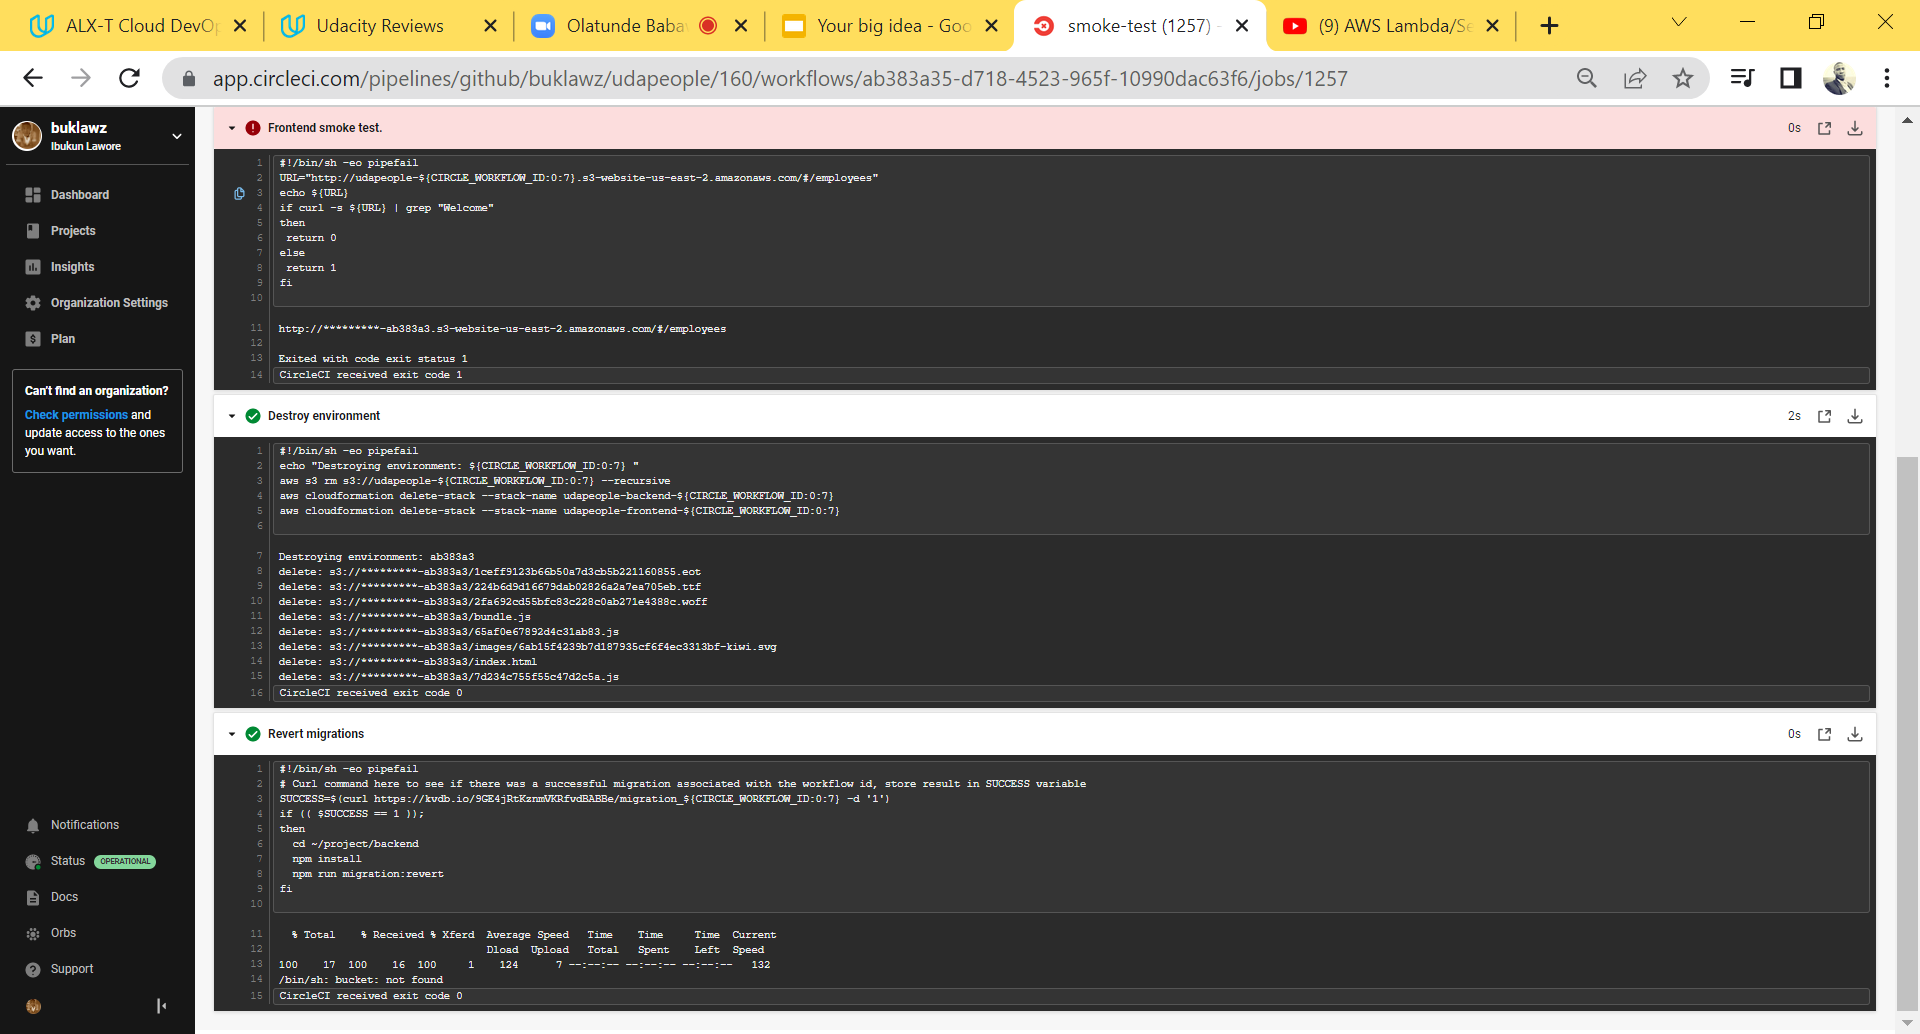 ALX-T Cloud DevOp
Udacity Reviews
Olatunde Baba
Your big idea - Goo
smoke-test (1257) -
(9) AWS Lambda/Se
app.circleci.com/pipelines/github/buklawz/udapeople/160/workflows/ab383a35-d718-4523-965f-10990dac63f6/jobs/1257
buklawz
Ibukun Lawore
Dashboard
Projects
Insights
Organization Settings
Plan
Can't find an organization?
Check permissions and
update access to the ones
you want.
Notifications
Status OPERATIONAL
Docs
Orbs
Support
Frontend smoke test.
0s
1 #!/bin/sh -eo pipefail
2 URL="http://udapeople-${CIRCLE_WORKFLOW_ID:0:7}.s3-website-us-east-2.amazonaws.com/#/employees"
3 echo ${URL}
4 if curl -s ${URL} | grep "Welcome"
5 then
6 return 0
7 else
8 return 1
9 fi
10
11 http://*********-ab383a3.s3-website-us-east-2.amazonaws.com/#/employees
12
13 Exited with code exit status 1
14 CircleCI received exit code 1
Destroy environment
2s
1 #!/bin/sh -eo pipefail
2 echo "Destroying environment: ${CIRCLE_WORKFLOW_ID:0:7} "
3 aws s3 rm s3://udapeople-${CIRCLE_WORKFLOW_ID:0:7} --recursive
4 aws cloudformation delete-stack --stack-name udapeople-backend-${CIRCLE_WORKFLOW_ID:0:7}
5 aws cloudformation delete-stack --stack-name udapeople-frontend-${CIRCLE_WORKFLOW_ID:0:7}
6
7 Destroying environment: ab383a3
8 delete: s3://*********-ab383a3/1ceff9123b66b50a7d3cb5b221160855.eot
9 delete: s3://*********-ab383a3/224b6d9d16679dab02826a2a7ea705eb.ttf
10 delete: s3://*********-ab383a3/2fa692cd55bfc83c228c0ab271e4388c.woff
11 delete: s3://*********-ab383a3/bundle.js
12 delete: s3://*********-ab383a3/65af0e67892d4c31ab83.js
13 delete: s3://*********-ab383a3/images/6ab15f4239b7d187935cf6f4ec3313bf-kiwi.svg
14 delete: s3://*********-ab383a3/index.html
15 delete: s3://*********-ab383a3/7d234c755f55c47d2c5a.js
16 CircleCI received exit code 0
Revert migrations
0s
1 #!/bin/sh -eo pipefail
2 # Curl command here to see if there was a successful migration associated with the workflow id, store result in SUCCESS variable
3 SUCCESS=$(curl https://kvdb.io/9GE4jRtKznmVKRfvdBABBe/migration_${CIRCLE_WORKFLOW_ID:0:7} -d '1')
4 if (( $SUCCESS == 1 ));
5 then
6 cd ~/project/backend
7 npm install
8 npm run migration:revert
9 fi
10
11 % Total % Received % Xferd Average Speed Time Time Time Current
12 Dload Upload Total Spent Left Speed
13 100 17 100 16 100 1 124 7 --:--:-- --:--:-- --:--:-- 132
14 /bin/sh: bucket: not found
15 CircleCI received exit code 0